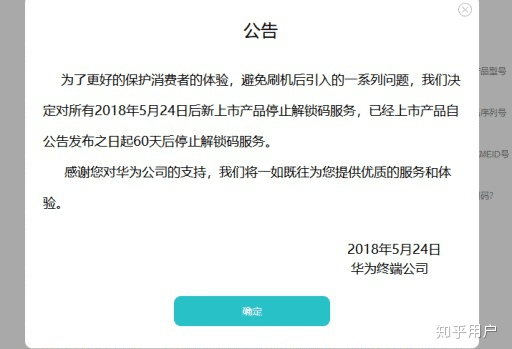 公告
为了更好的保护消费者的体验，避免刷机后引入的一系列问题，我们决
定对所有2018年5月24日后新上市产品停止解锁码服务，已经上市产品自
公告发布之日起60天后停止解锁码服务。
感谢您对华为公司的支持，我们将一如既往为您提供优质的服务和体
验。
2018年5月24日
华为终端公司
确定
品型号
序列号
MEID号
码?
知乎用户